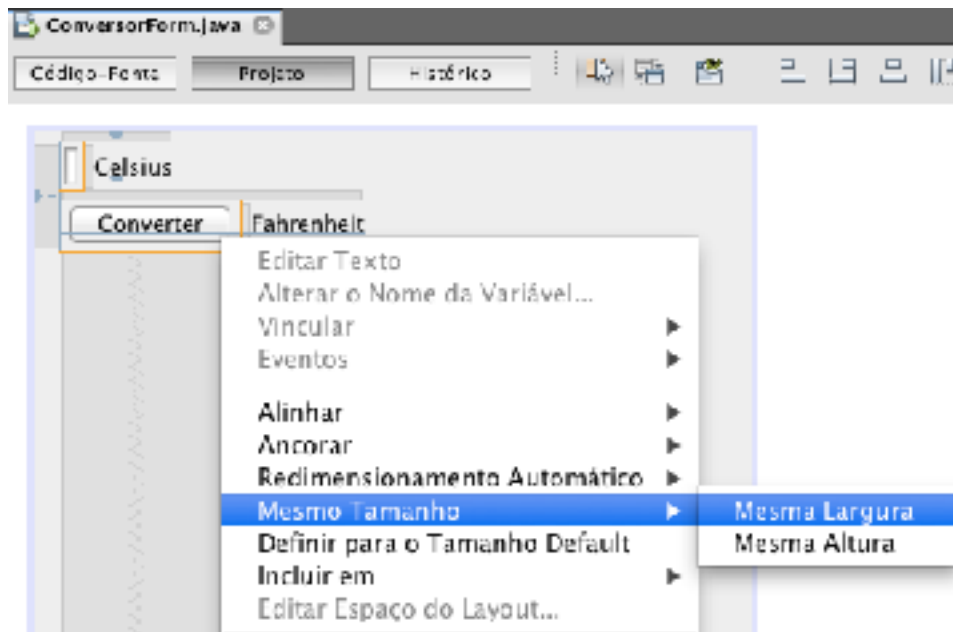 ConversorForm.java
Código-Fonte Projeto Histórico
Celsius
Converter Fahrenheit
Editar Texto
Alterar o Nome da Variável...
Vincular
Eventos
Alinhar
Ancorar
Redimensionamento Automático
Mesmo Tamanho Mesma Largura
Definir para o Tamanho Default Mesma Altura
Incluir em
Editar Espaço do Layout...